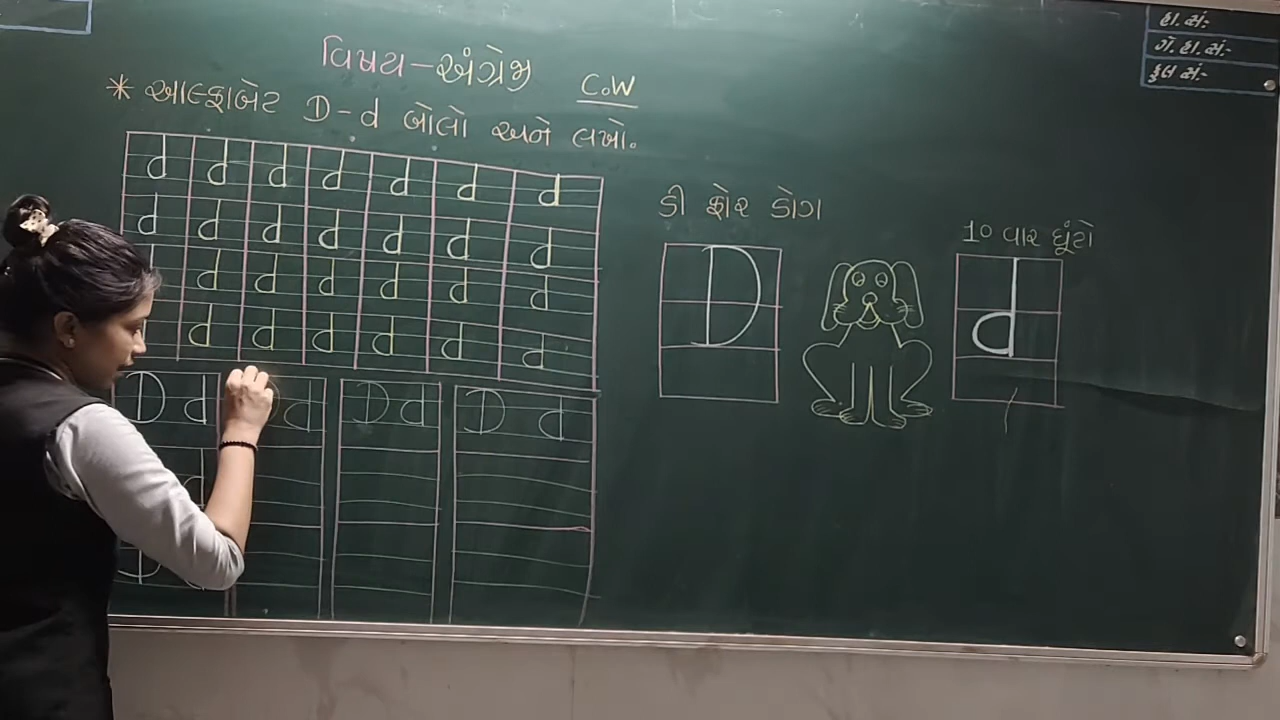 વિષય - અંગ્રેજી C.W
* આલ્ફાબેટ D - d બોલો અને લખો.
d d d d d d d
d d d d d d d
d d d d d d
d d d d d d
D d d D d D d
ડી ફોર ડોગ
D
10 વાર ઘૂંટો
d
હા. સં:-
ગે. હા. સં:-
કુલ સં:-